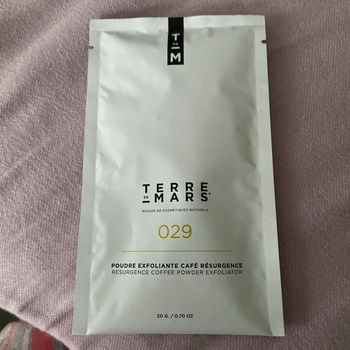 T
DE
M
TERRE
DE MARS
MAISON DE COSMÉTIQUES NATURELS
029
POUDRE EXFOLIANTE CAFÉ RÉSURGENCE
RESURGENCE COFFEE POWDER EXFOLIATOR
20 G. / 0.70 OZ